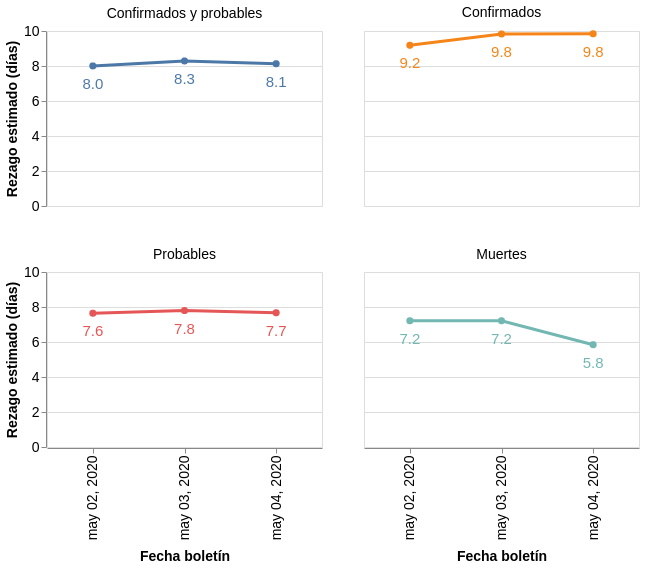 Confirmados y probables
Confirmados
Rezago estimado (días)
10
8
6
4
2
0
8.0
8.3
8.1
9.2
9.8
9.8
Probables
Muertes
Rezago estimado (días)
10
8
6
4
2
0
7.6
7.8
7.7
7.2
7.2
5.8
may 02, 2020
may 03, 2020
may 04, 2020
may 02, 2020
may 03, 2020
may 04, 2020
Fecha boletín
Fecha boletín